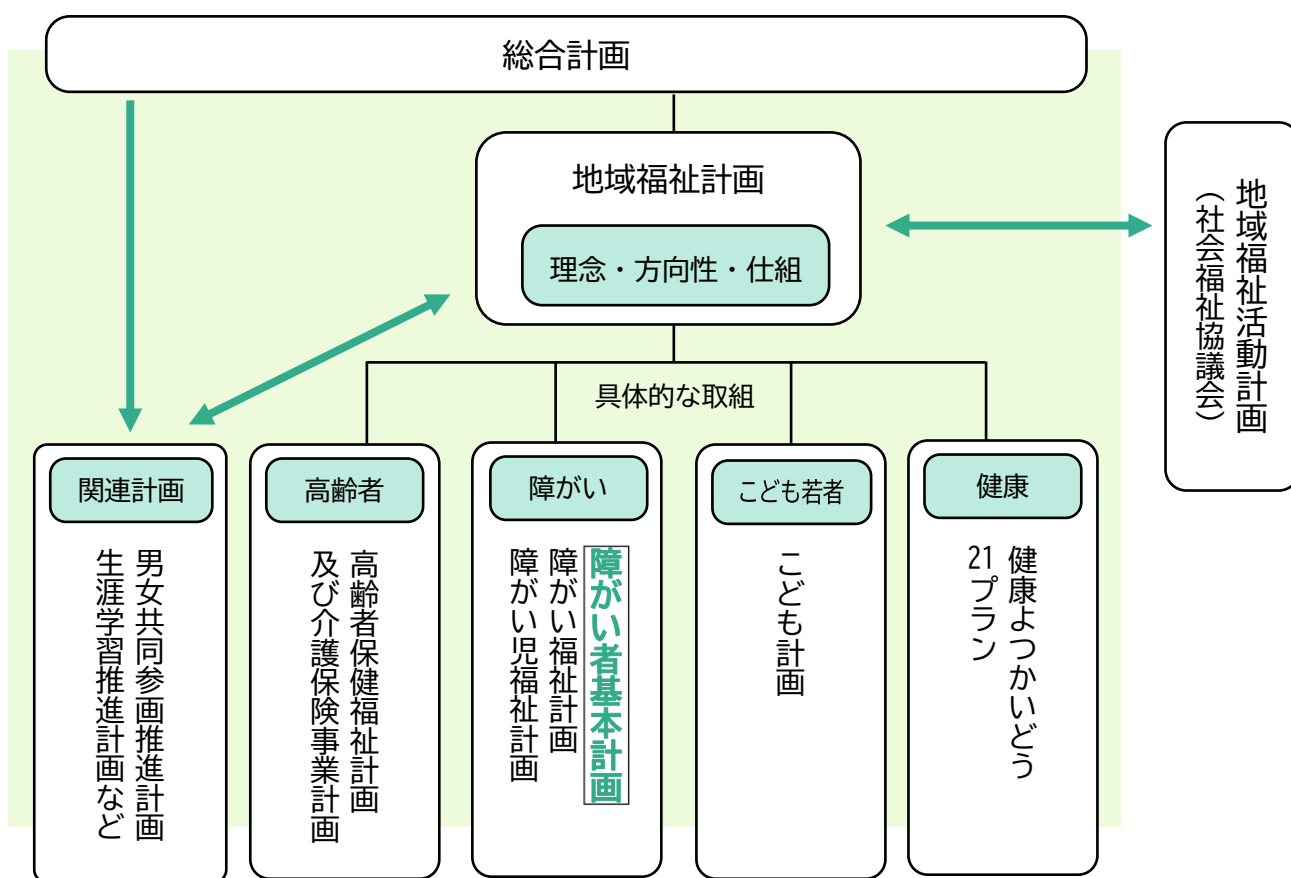 総合計画
地域福祉計画
理念・方向性・仕組
地域福祉活動計画
（社会福祉協議会）
具体的な取組
関連計画
男女共同参画推進計画
生涯学習推進計画など
高齢者
高齢者保健福祉計画
及び介護保険事業計画
障がい
障がい者基本計画
障がい福祉計画
障がい児福祉計画
こども若者
こども計画
健康
健康よつかいどう
21プラン